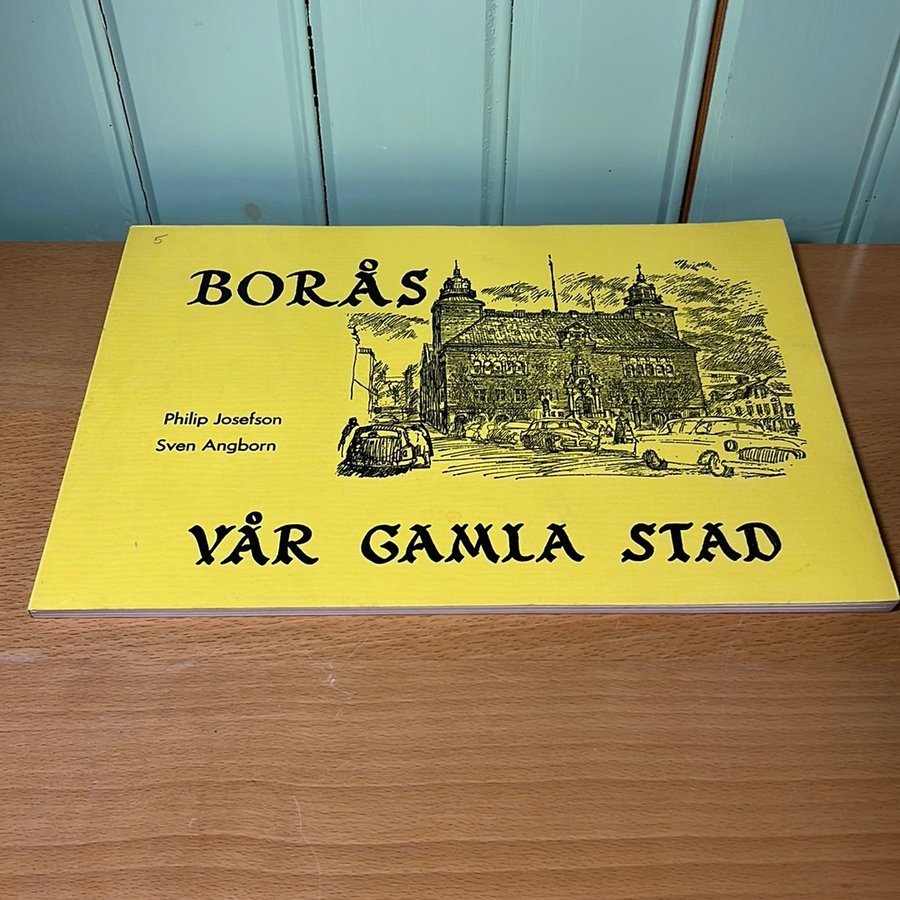 5
BORÅS
Philip Josefson
Sven Angborn
VÅR GAMLA STAD